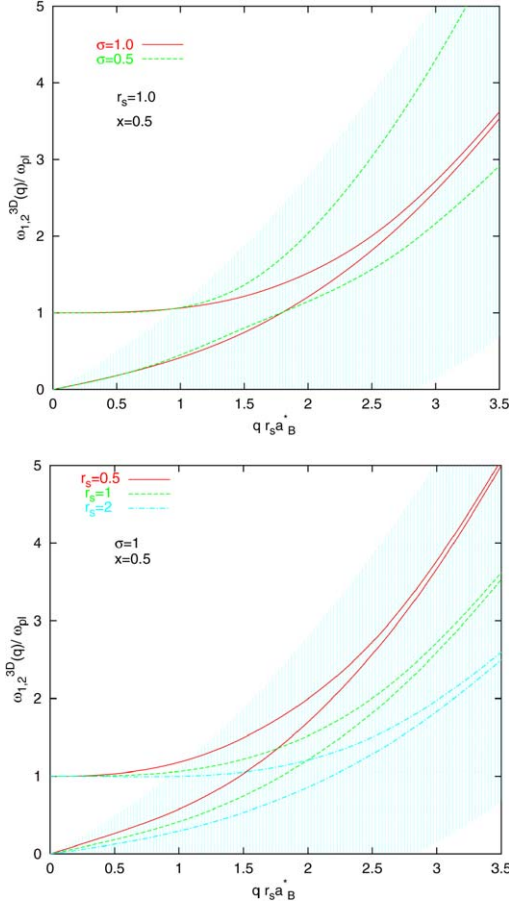 5
σ=1.0
σ=0.5
4
r_s=1.0
x=0.5
3
ω_{1,2}^{3D}(q)/ ω_{pl}
2
1
0
0 0.5 1 1.5 2 2.5 3 3.5
q r_s a^*_B
5
r_s=0.5
r_s=1
r_s=2
4
σ=1
x=0.5
3
ω_{1,2}^{3D}(q)/ ω_{pl}
2
1
0
0 0.5 1 1.5 2 2.5 3 3.5
q r_s a^*_B